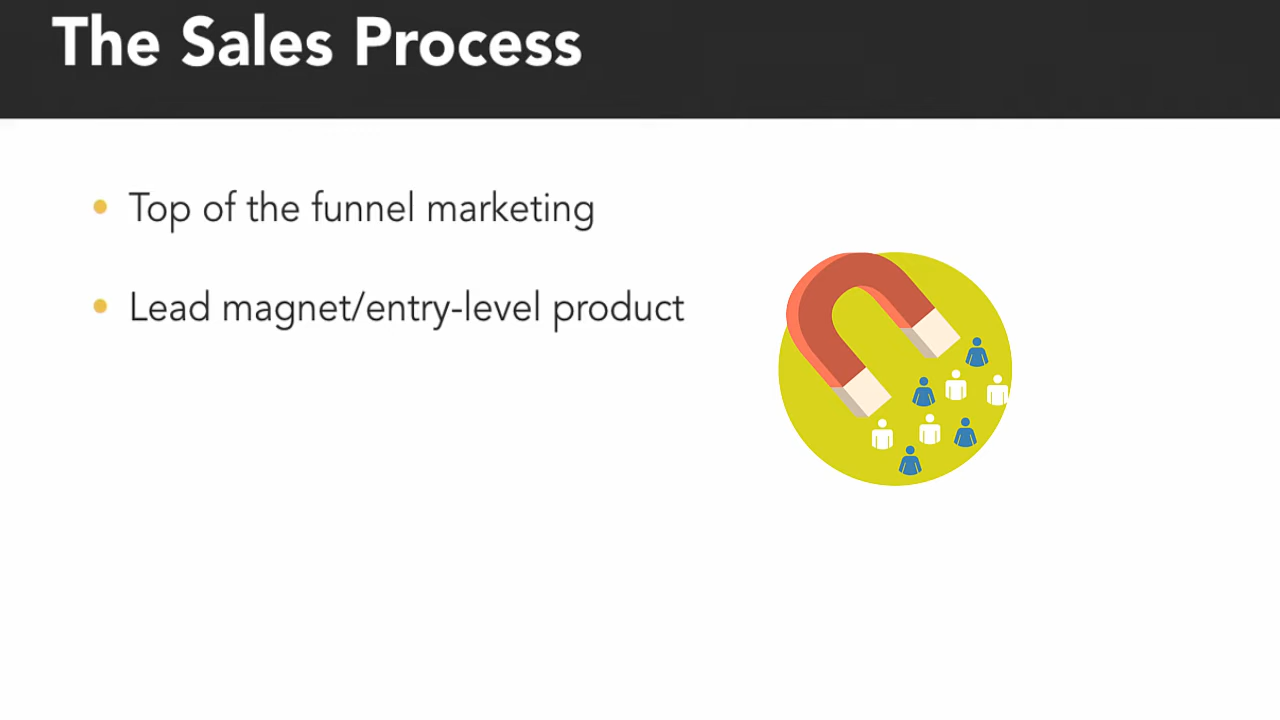 The Sales Process
• Top of the funnel marketing
• Lead magnet/entry-level product